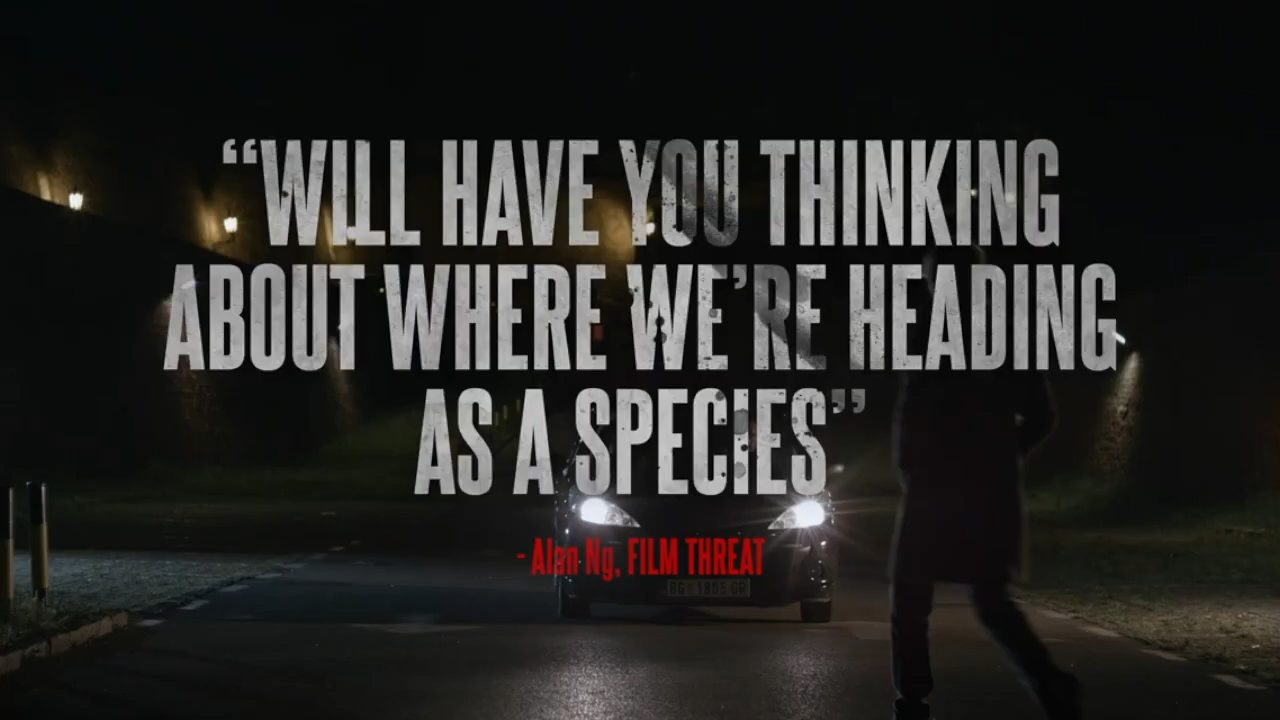 “WILL HAVE YOU THINKING
ABOUT WHERE WE’RE HEADING
AS A SPECIES”
- Alan Ng, FILM THREAT